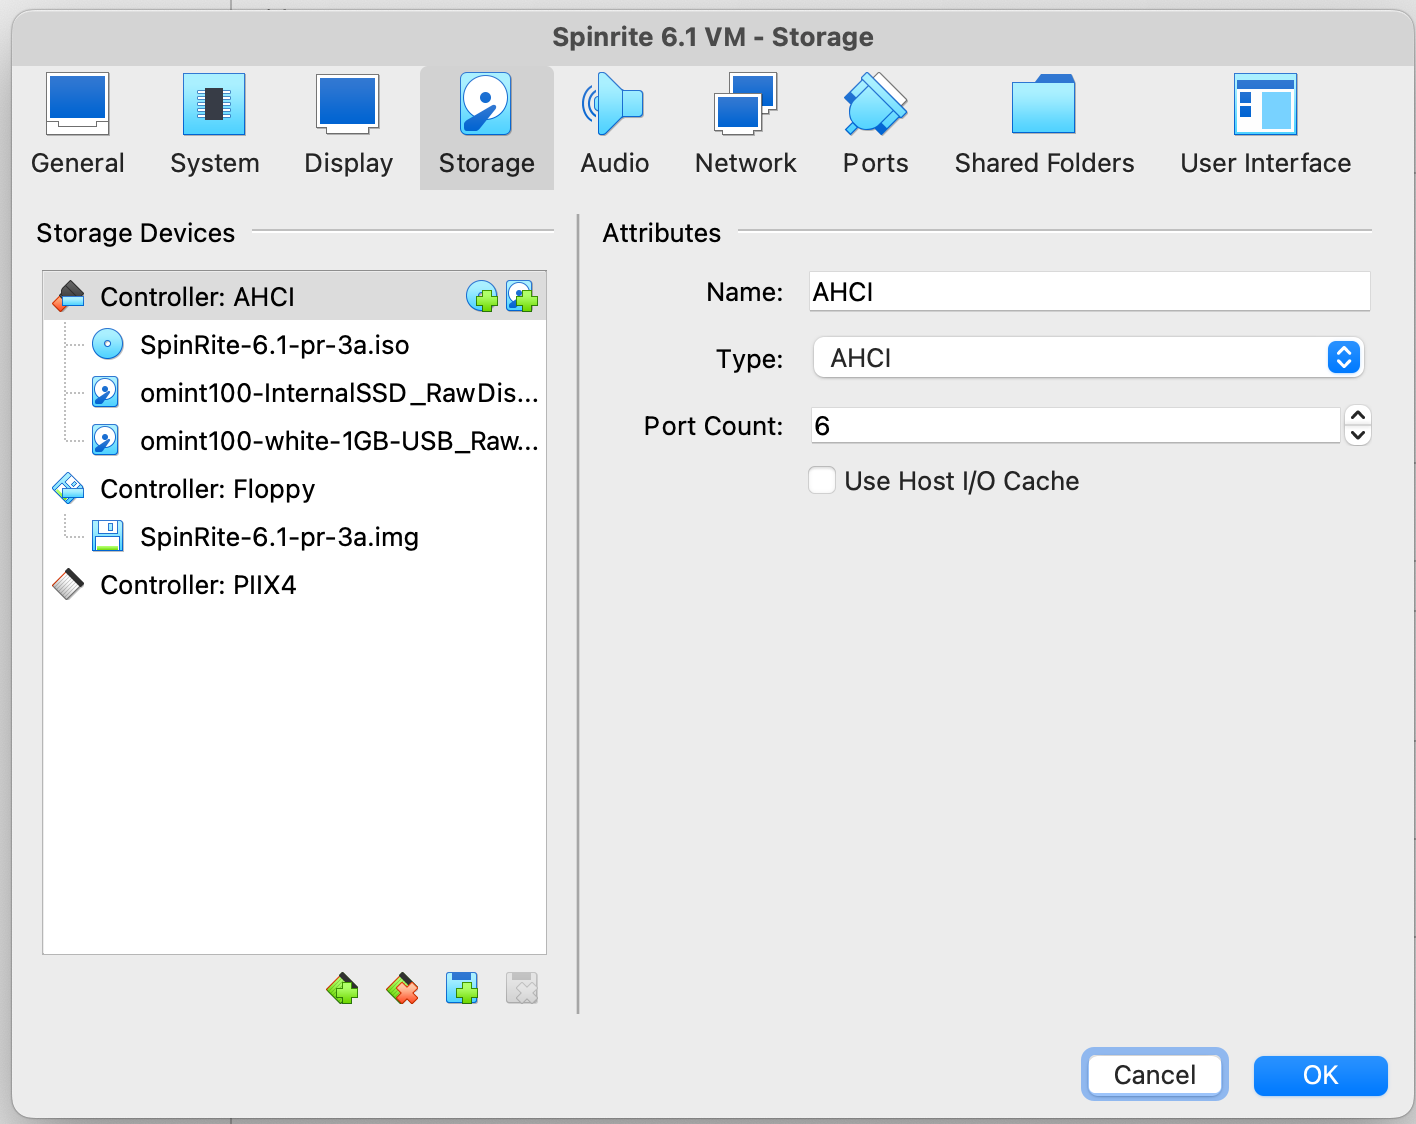 Spinrite 6.1 VM - Storage
General System Display Storage Audio Network Ports Shared Folders User Interface
Storage Devices
Controller: AHCI
SpinRite-6.1-pr-3a.iso
omint100-InternalSSD_RawDis...
omint100-white-1GB-USB_Raw...
Controller: Floppy
SpinRite-6.1-pr-3a.img
Controller: PIIX4
Attributes
Name: AHCI
Type: AHCI
Port Count: 6
Use Host I/O Cache
Cancel OK